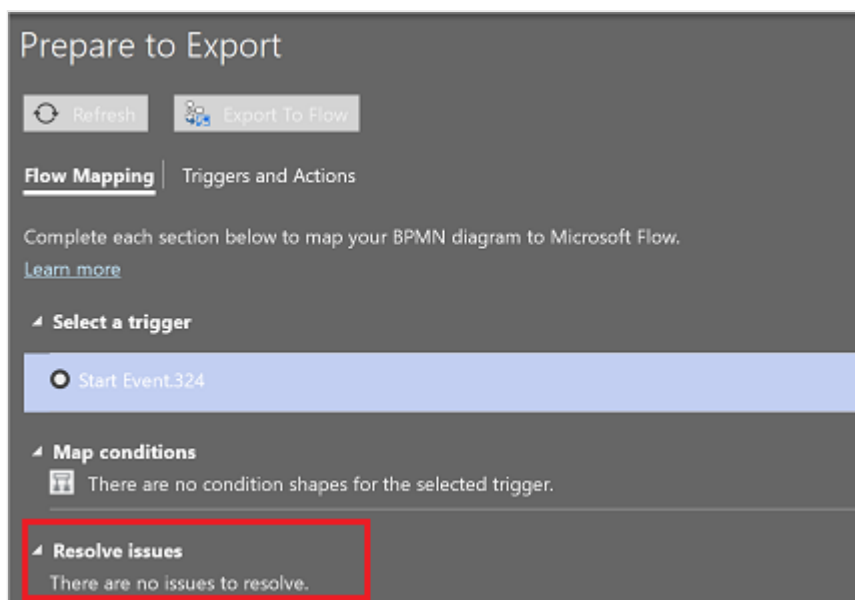 Prepare to Export
Refresh
Export To Flow
Flow Mapping
Triggers and Actions
Complete each section below to map your BPMN diagram to Microsoft Flow.
Learn more
Select a trigger
Start Event.324
Map conditions
There are no condition shapes for the selected trigger.
Resolve issues
There are no issues to resolve.